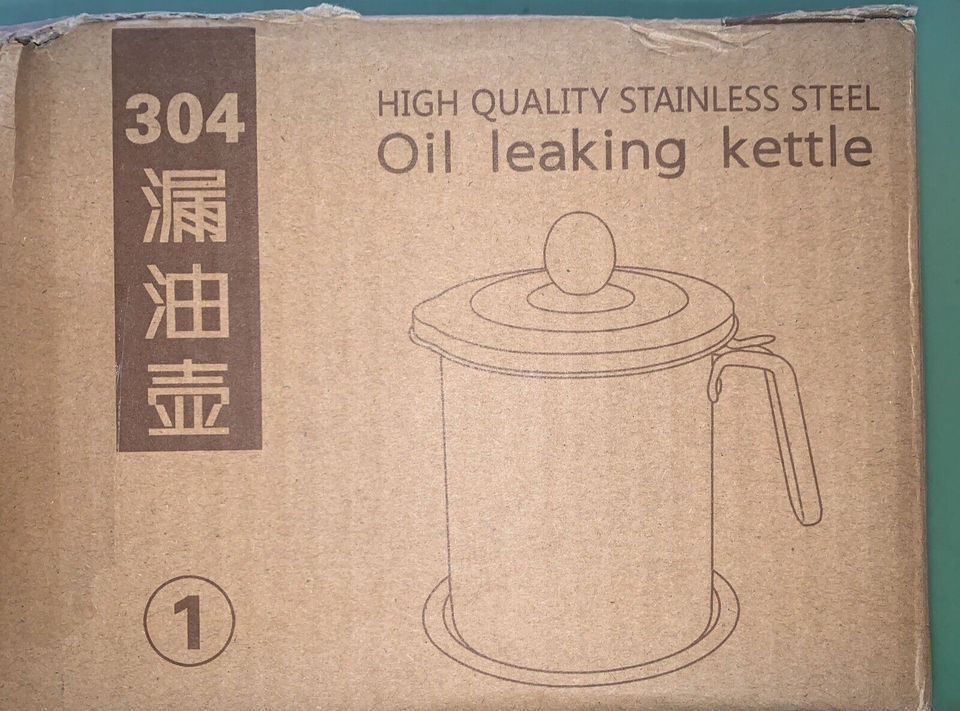 304
漏
油
壶
HIGH QUALITY STAINLESS STEEL
Oil leaking kettle
1